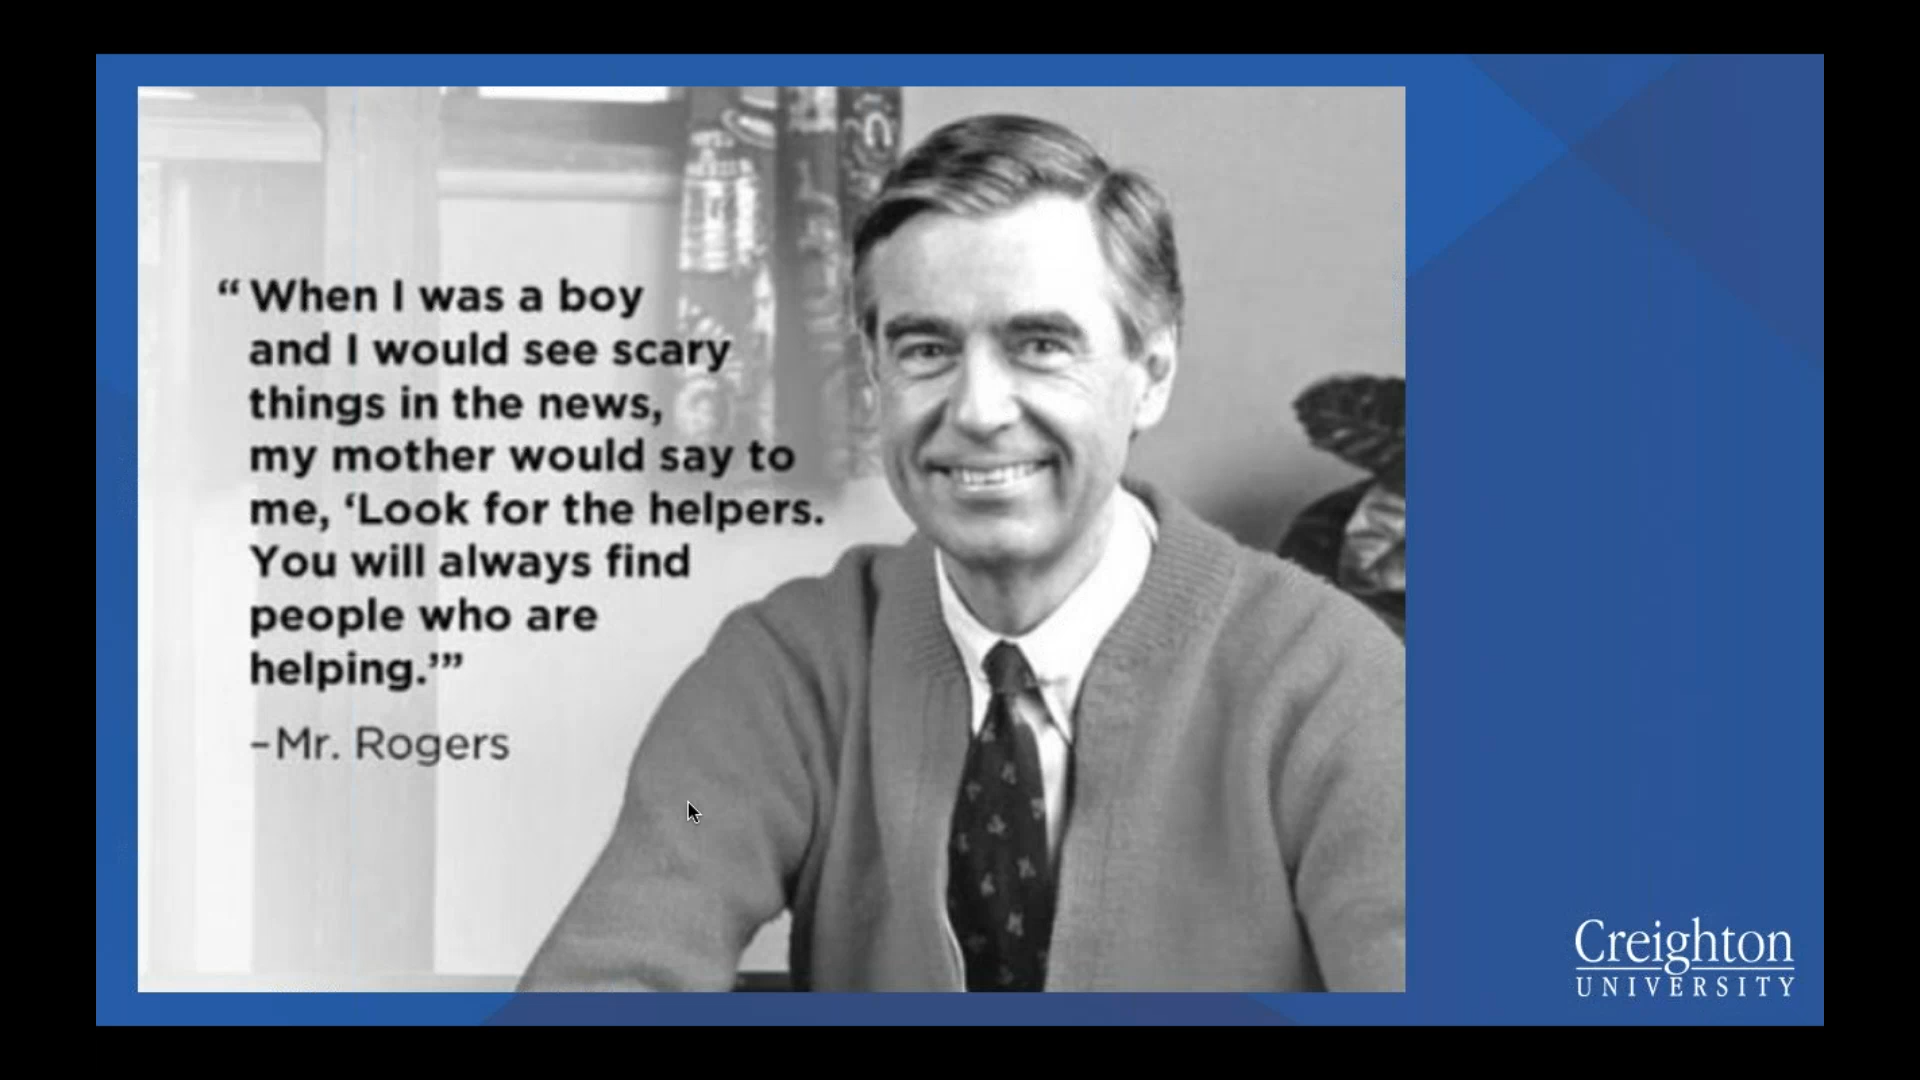 “When I was a boy
and I would see scary
things in the news,
my mother would say to
me, ‘Look for the helpers.
You will always find
people who are
helping.’”
–Mr. Rogers
Creighton
UNIVERSITY